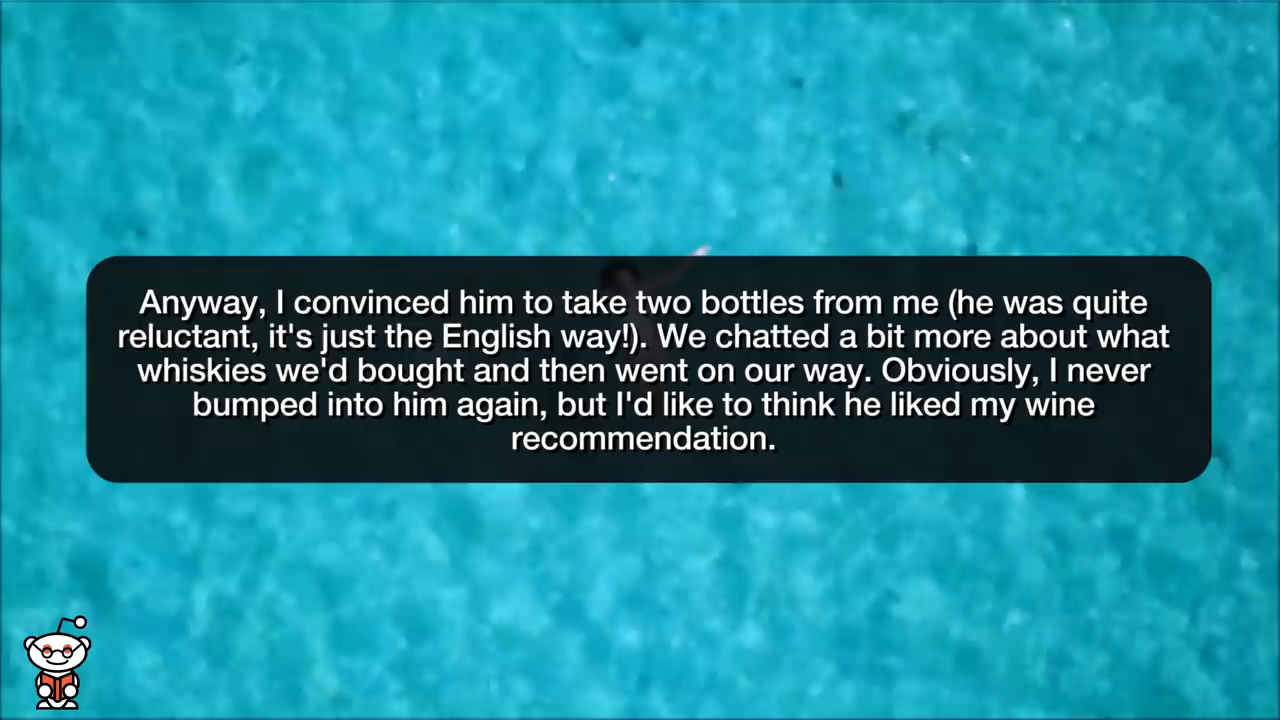 Anyway, I convinced him to take two bottles from me (he was quite
reluctant, it's just the English way!). We chatted a bit more about what
whiskies we'd bought and then went on our way. Obviously, I never
bumped into him again, but I'd like to think he liked my wine
recommendation.